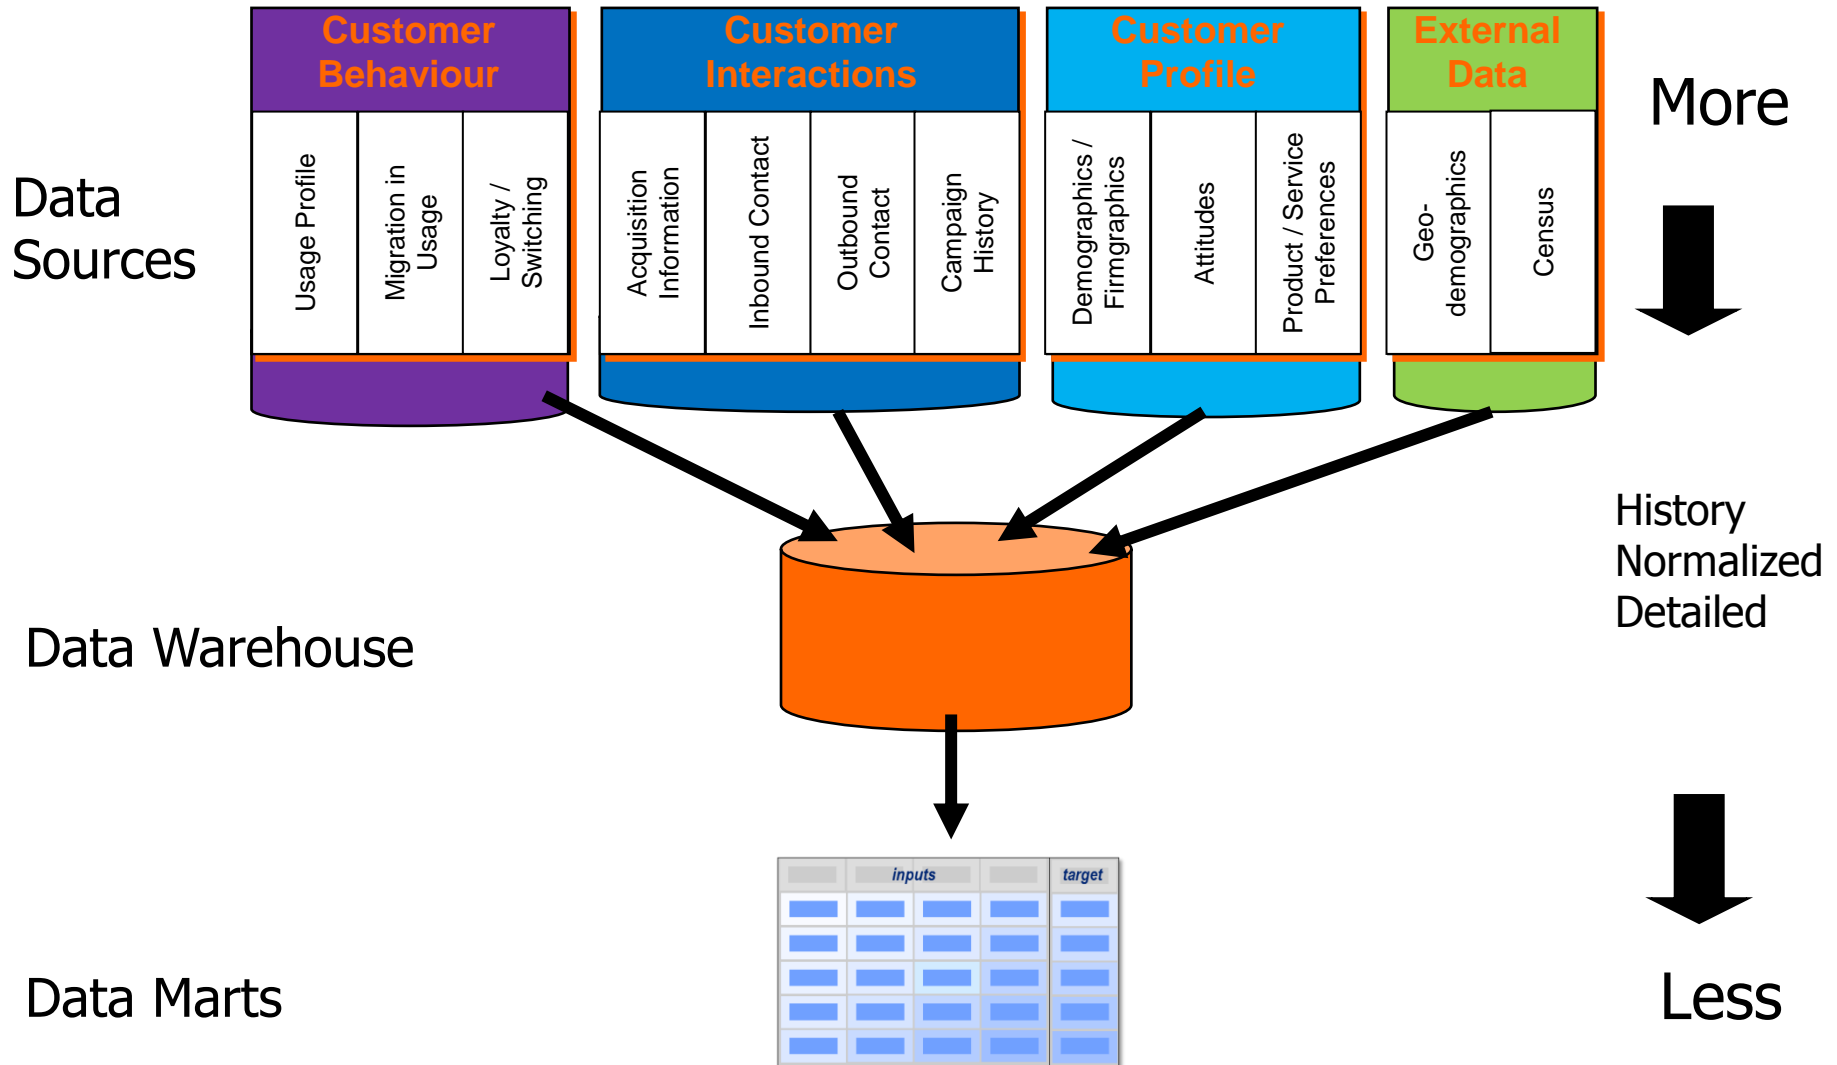 Customer
Behaviour
Customer
Interactions
Customer
Profile
External
Data
More
Data
Sources
Usage Profile
Migration in
Usage
Loyalty /
Switching
Acquisition
Information
Inbound Contact
Outbound
Contact
Campaign
History
Demographics /
Firmgraphics
Attitudes
Product / Service
Preferences
Geo-
demographics
Census
History
Normalized
Detailed
Data Warehouse
inputs
target
Data Marts
Less